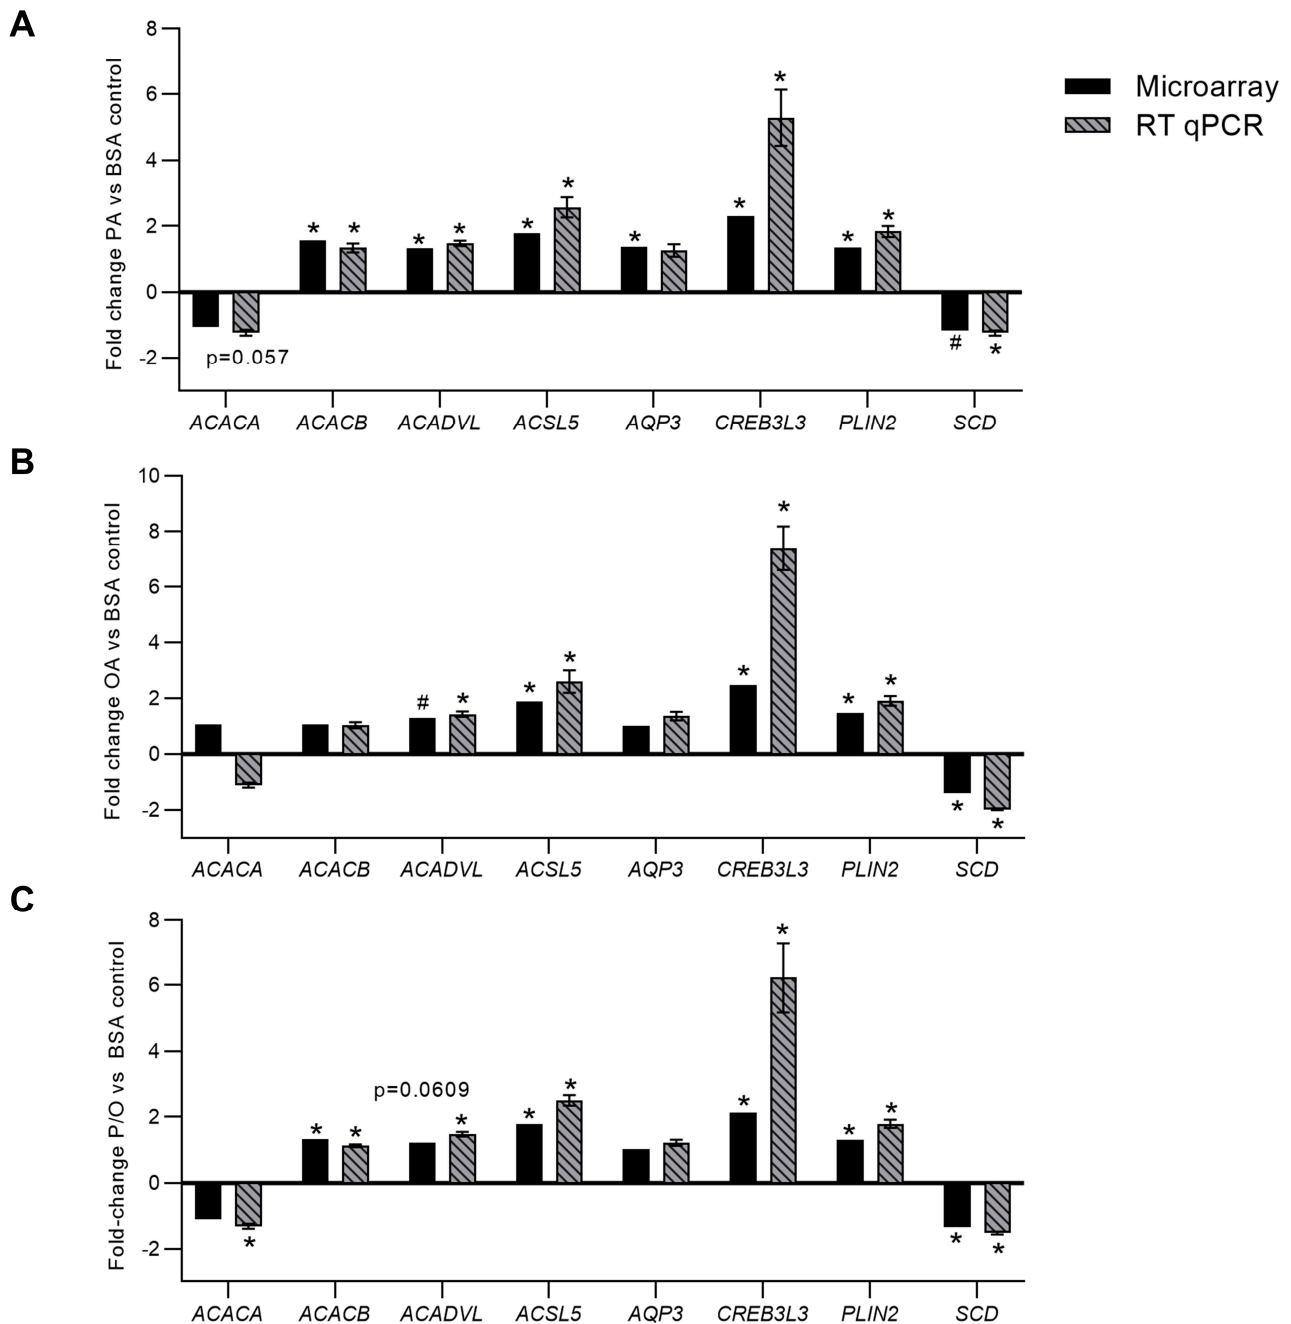 A
Fold change PA vs BSA control
8
6
4
2
0
-2
* * * * * * * * * *
* *
p=0.057
# *
ACACA ACACB ACADVL ACSL5 AQP3 CREB3L3 PLIN2 SCD
Microarray
RT qPCR
B
Fold change OA vs BSA control
10
8
6
4
2
0
-2
# * * * * * * *
* *
ACACA ACACB ACADVL ACSL5 AQP3 CREB3L3 PLIN2 SCD
C
Fold-change P/O vs BSA control
8
6
4
2
0
-2
p=0.0609
* * * * * * * * *
* * *
ACACA ACACB ACADVL ACSL5 AQP3 CREB3L3 PLIN2 SCD